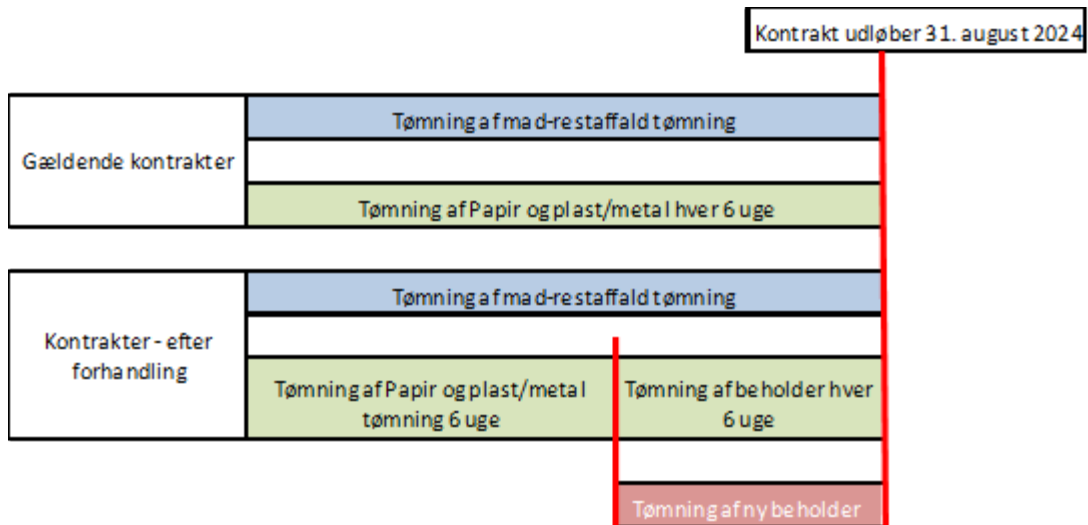 Kontrakt udløber 31. august 2024
Tømning af mad-restaffald tømning
Gældende kontrakter
Tømning af Papir og plast/metal hver 6 uge
Tømning af mad-restaffald tømning
Kontrakter - efter
forhandling
Tømning af Papir og plast/metal
tømning 6 uge
Tømning af beholder hver
6 uge
Tømning af ny beholder